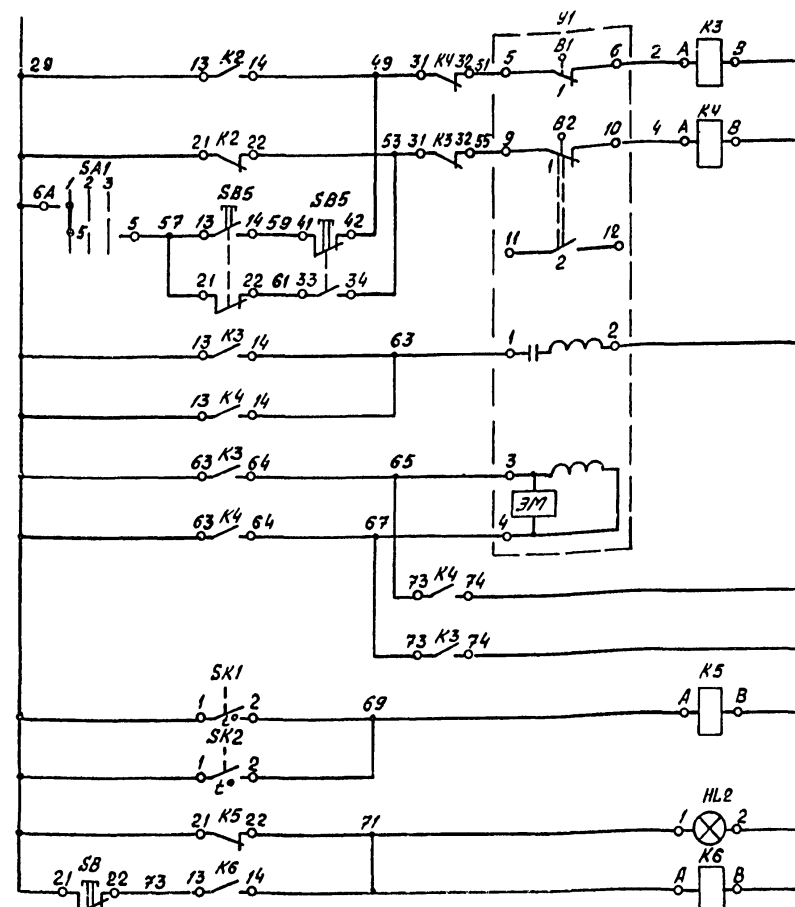 У1
29 13 K2 14 49 31 K4 32 51 5 B1 1 6 2 A K3 B
21 K2 22 53 31 K3 32 55 9 B2 1 10 4 A K4 B
SA1
6A 1 2 3
5 5 57 13 SB5 14 59 41 SB5 42
11 2 12
21 22 61 33 34
13 K3 14 63 1 2
13 K4 14
63 K3 64 65 3
ЭМ
63 K4 64 67 4
73 K4 74
73 K3 74
SK1
1 t° 2 69 A K5 B
SK2
1 t° 2
21 K5 22 71 1 HL2 2
21 SB 22 73 13 K6 14 A K6 B